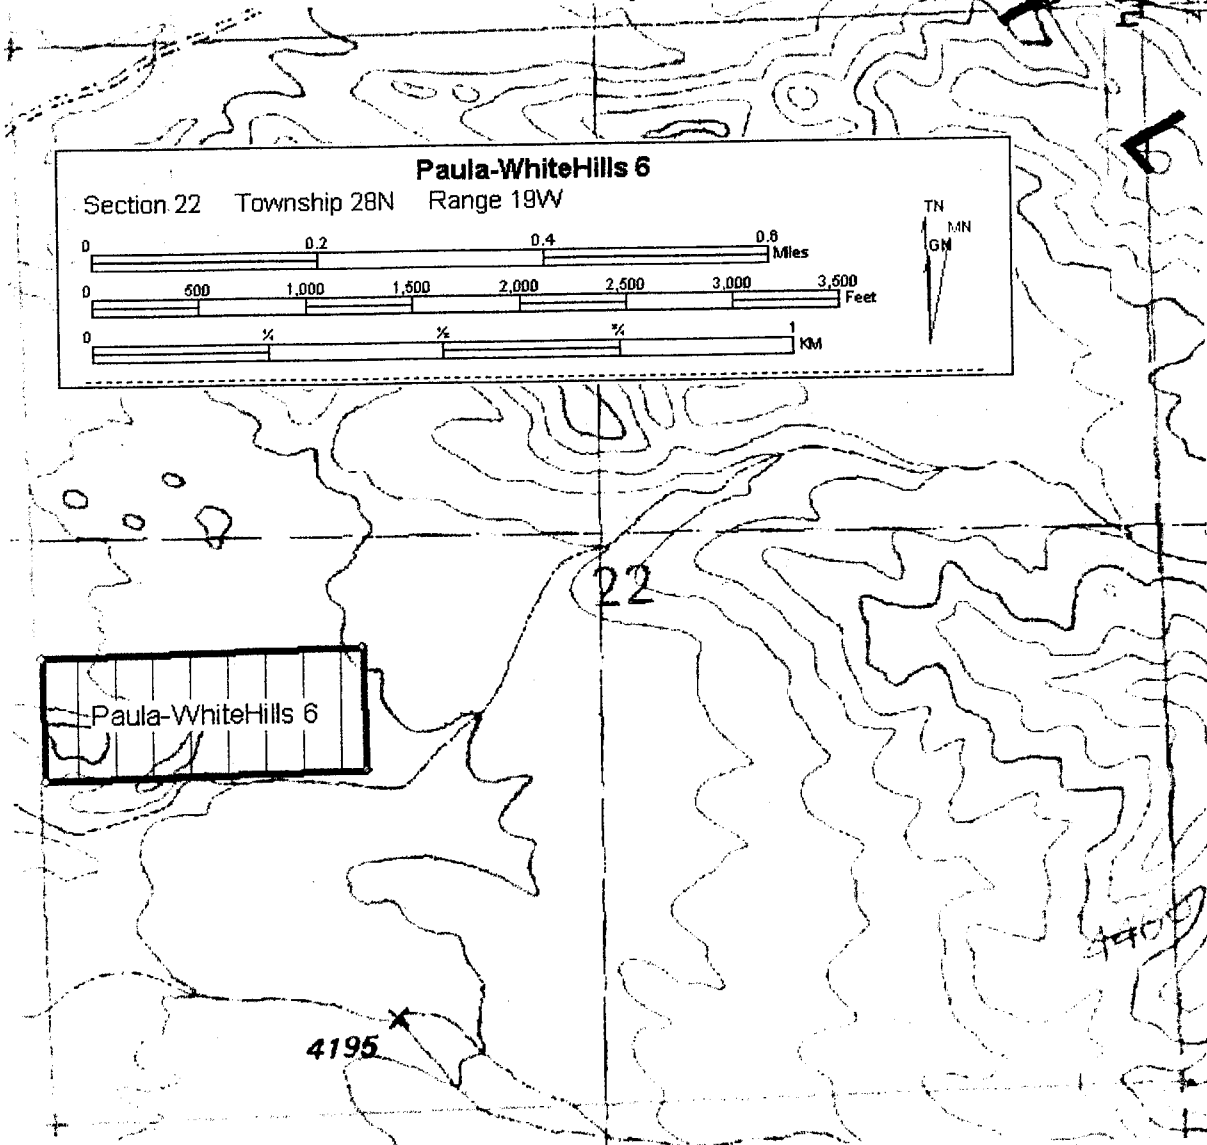 Paula-WhiteHills 6
Section 22 Township 28N Range 19W
TN
MN
GN
0 0.2 0.4 0.6 Miles
0 500 1,000 1,500 2,000 2,500 3,000 3,500 Feet
0 ¼ ½ ¾ 1 KM
22
Paula-WhiteHills 6
4400
4195